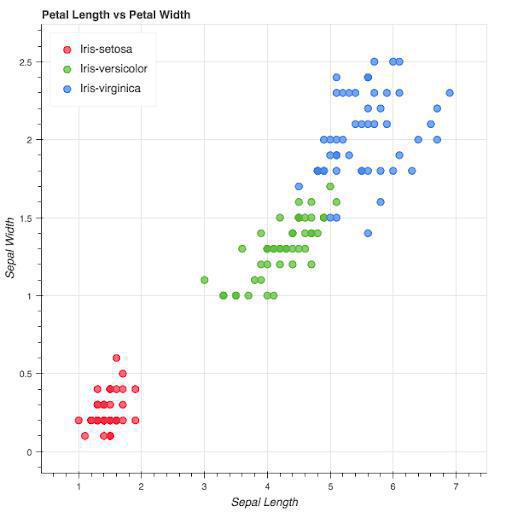 Petal Length vs Petal Width
Iris-setosa
Iris-versicolor
Iris-virginica
2.5
2
1.5
1
0.5
0
Sepal Width
1
2
3
4
5
6
7
Sepal Length